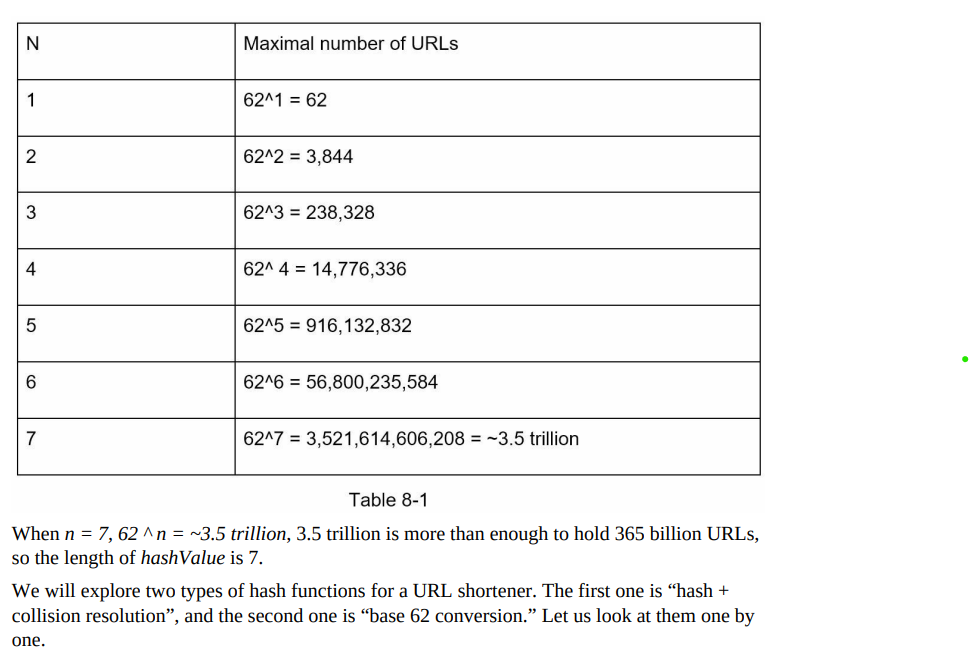 N Maximal number of URLs
1 62^1 = 62
2 62^2 = 3,844
3 62^3 = 238,328
4 62^ 4 = 14,776,336
5 62^5 = 916,132,832
6 62^6 = 56,800,235,584
7 62^7 = 3,521,614,606,208 = ~3.5 trillion
Table 8-1
When n = 7, 62 ^ n = ~3.5 trillion, 3.5 trillion is more than enough to hold 365 billion URLs,
so the length of hashValue is 7.
We will explore two types of hash functions for a URL shortener. The first one is “hash +
collision resolution”, and the second one is “base 62 conversion.” Let us look at them one by
one.